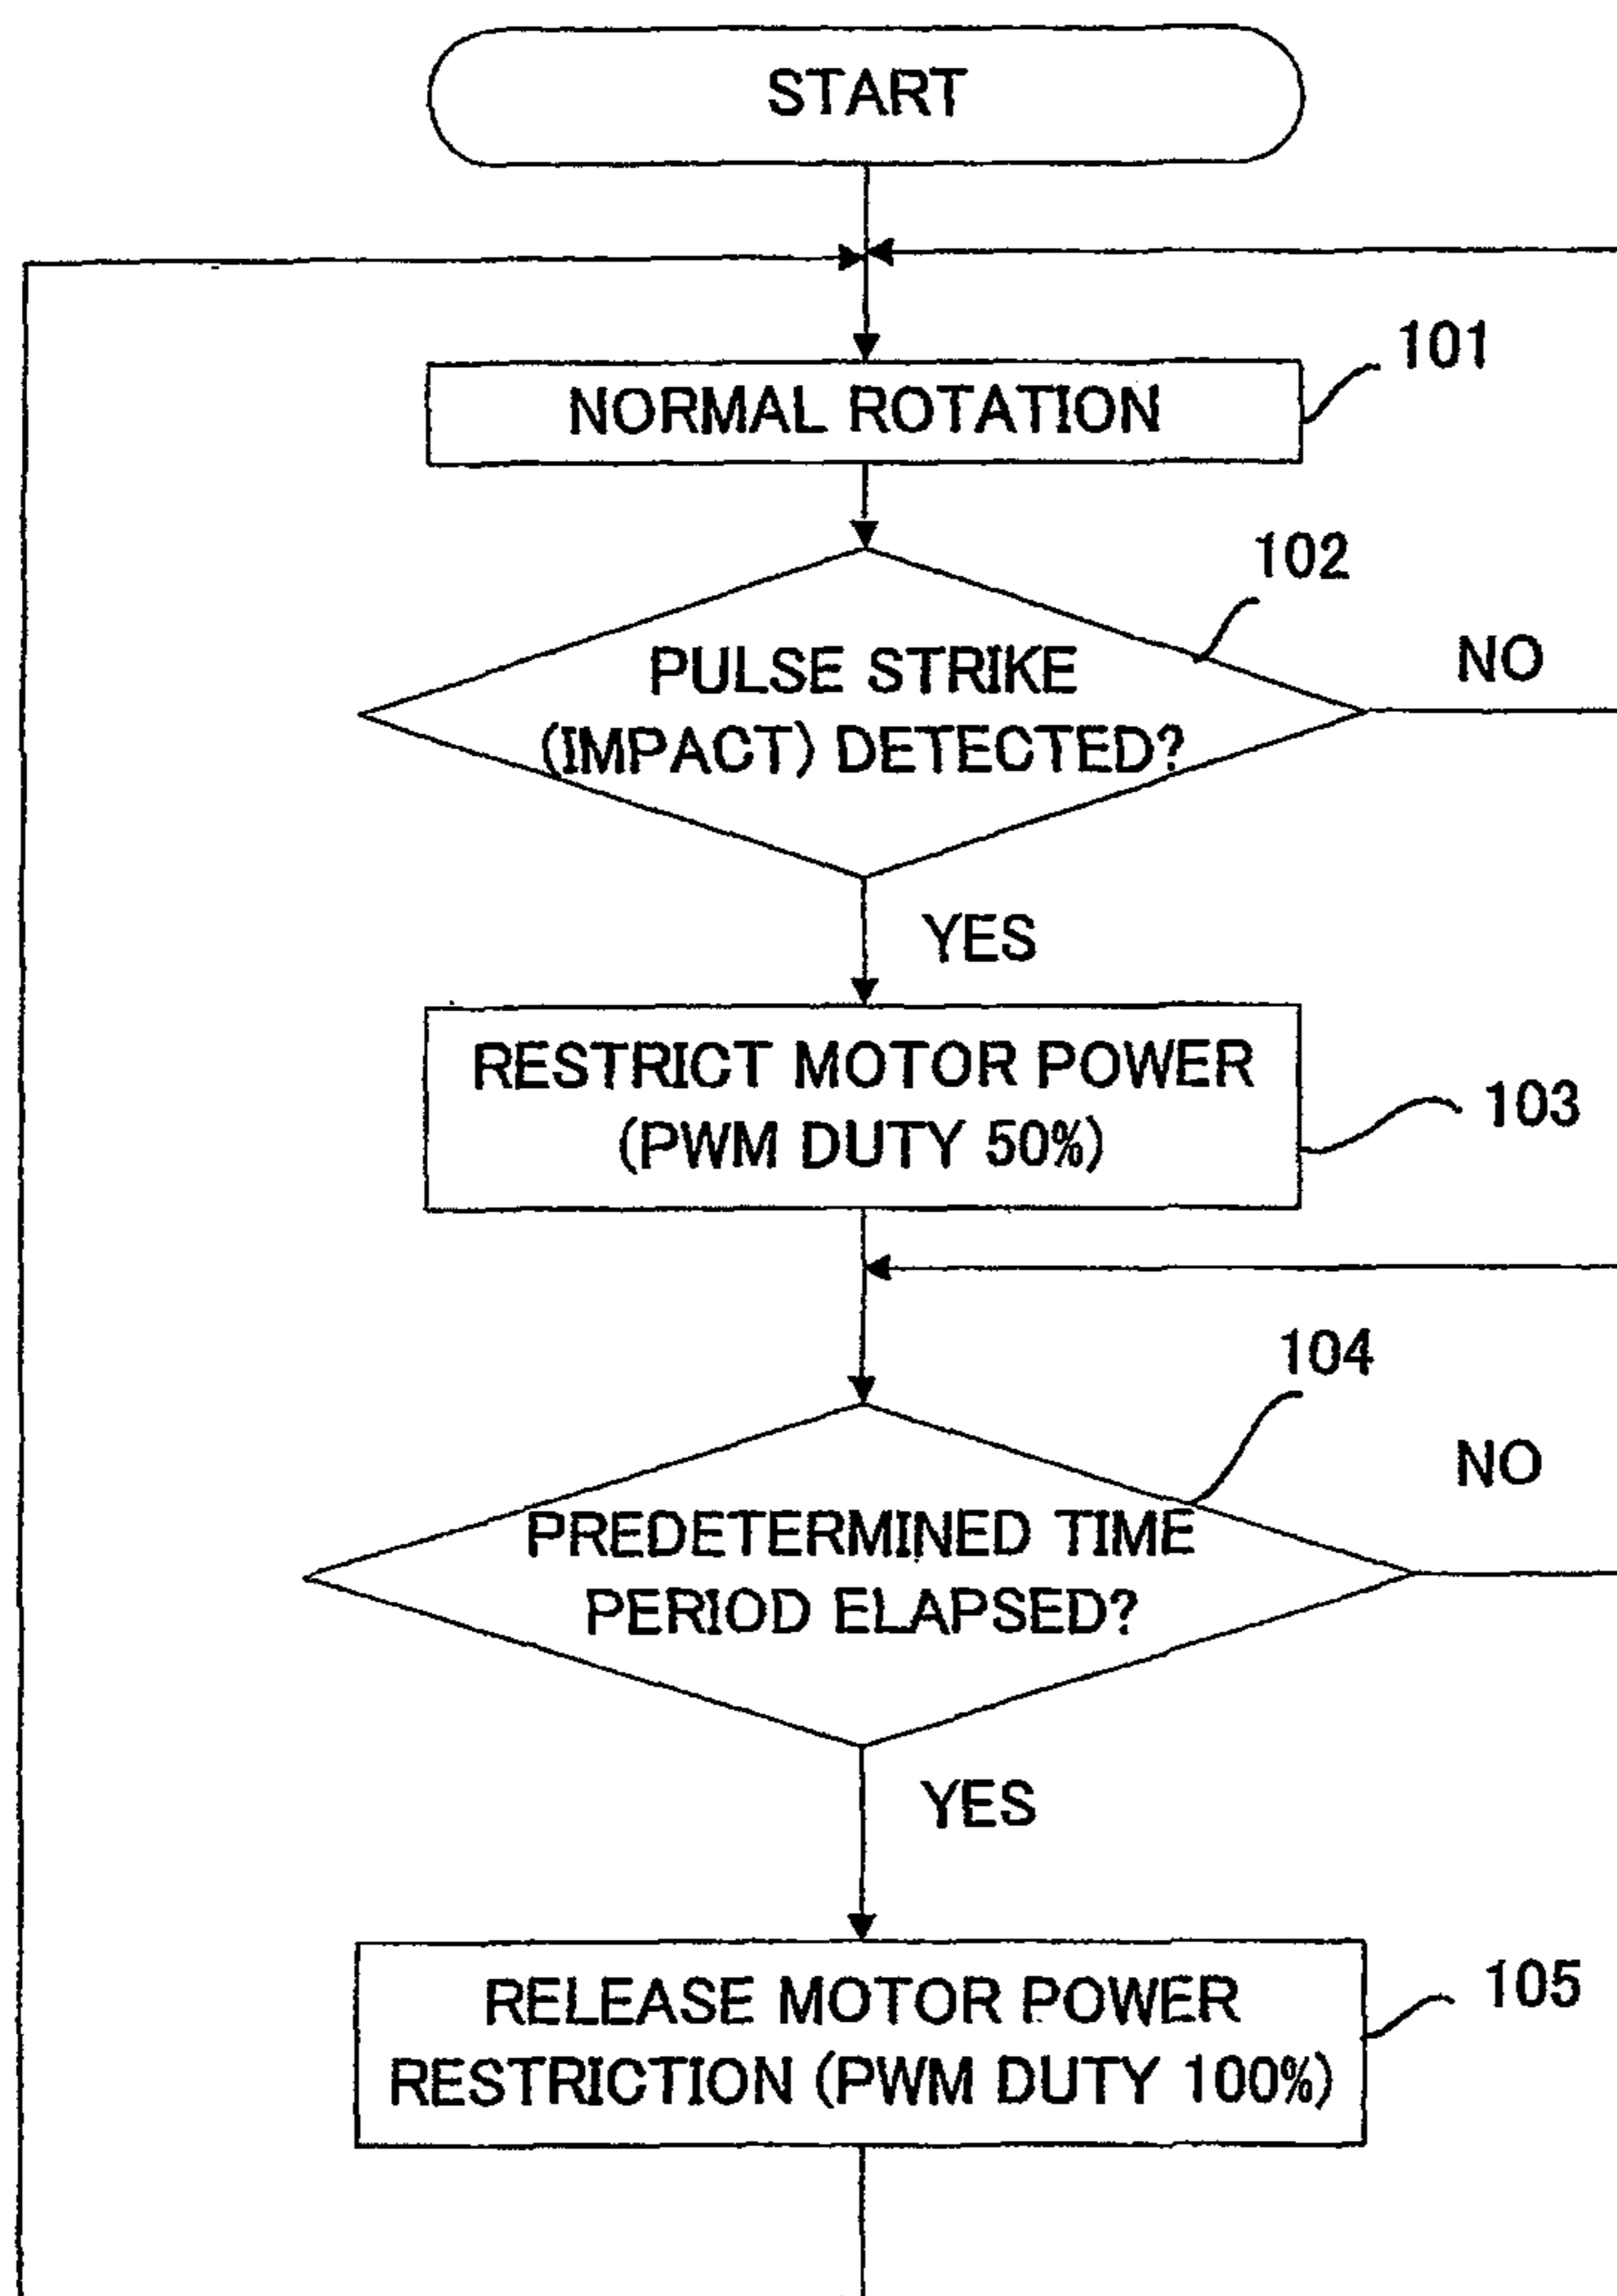 START
NORMAL ROTATION
101
102
PULSE STRIKE
(IMPACT) DETECTED?
NO
YES
RESTRICT MOTOR POWER
(PWM DUTY 50%)
103
104
PREDETERMINED TIME
PERIOD ELAPSED?
NO
YES
RELEASE MOTOR POWER
RESTRICTION (PWM DUTY 100%)
105